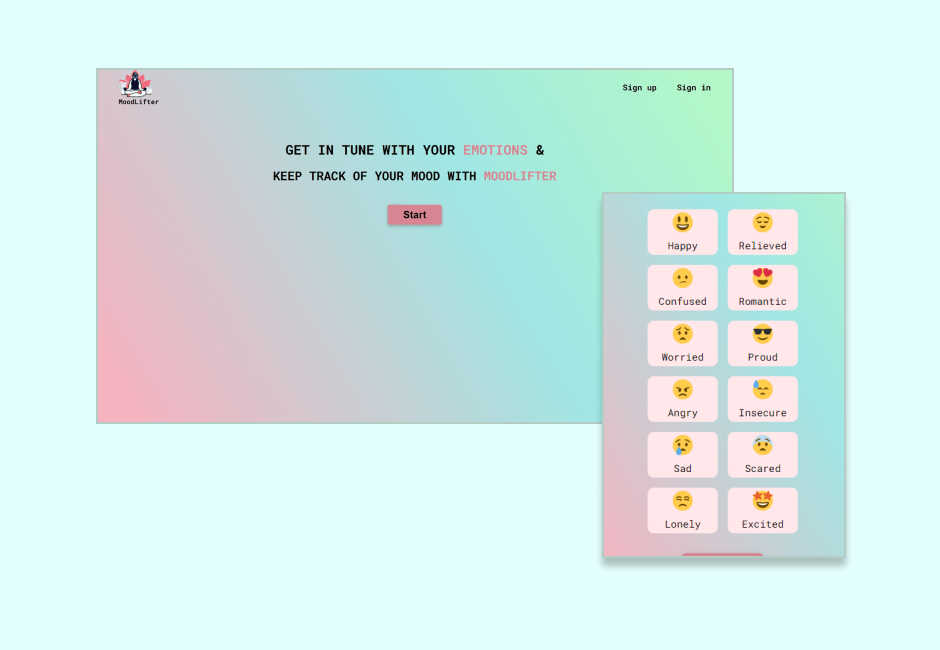 MoodLifter
Sign up Sign in
GET IN TUNE WITH YOUR EMOTIONS &
KEEP TRACK OF YOUR MOOD WITH MOODLIFTER
Start
Happy Relieved
Confused Romantic
Worried Proud
Angry Insecure
Sad Scared
Lonely Excited